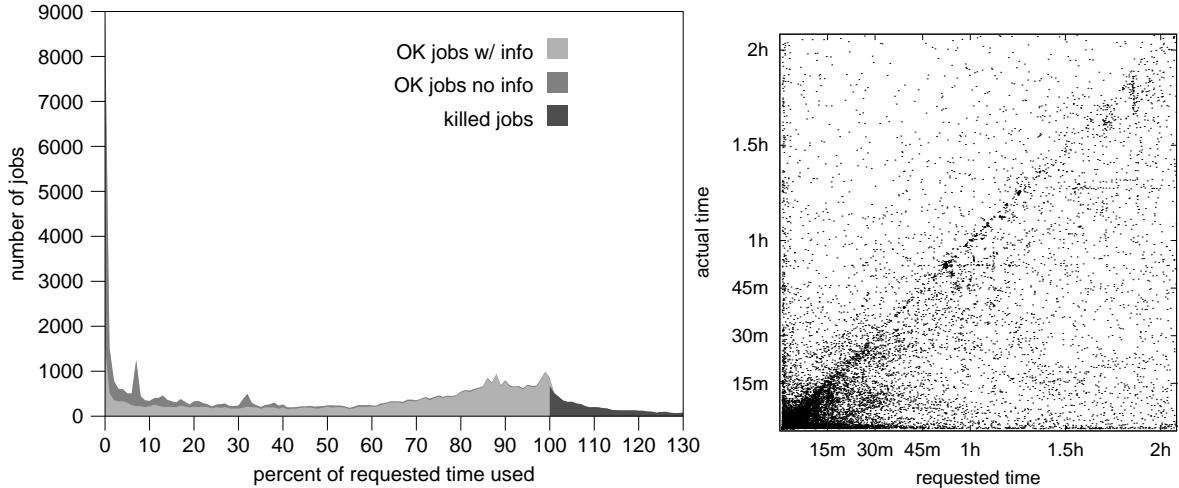 9000
8000
7000
6000
5000
4000
3000
2000
1000
0
number of jobs
OK jobs w/ info
OK jobs no info
killed jobs
0 10 20 30 40 50 60 70 80 90 100 110 120 130
percent of requested time used
2h
1.5h
1h
45m
30m
15m
actual time
15m 30m 45m 1h 1.5h 2h
requested time